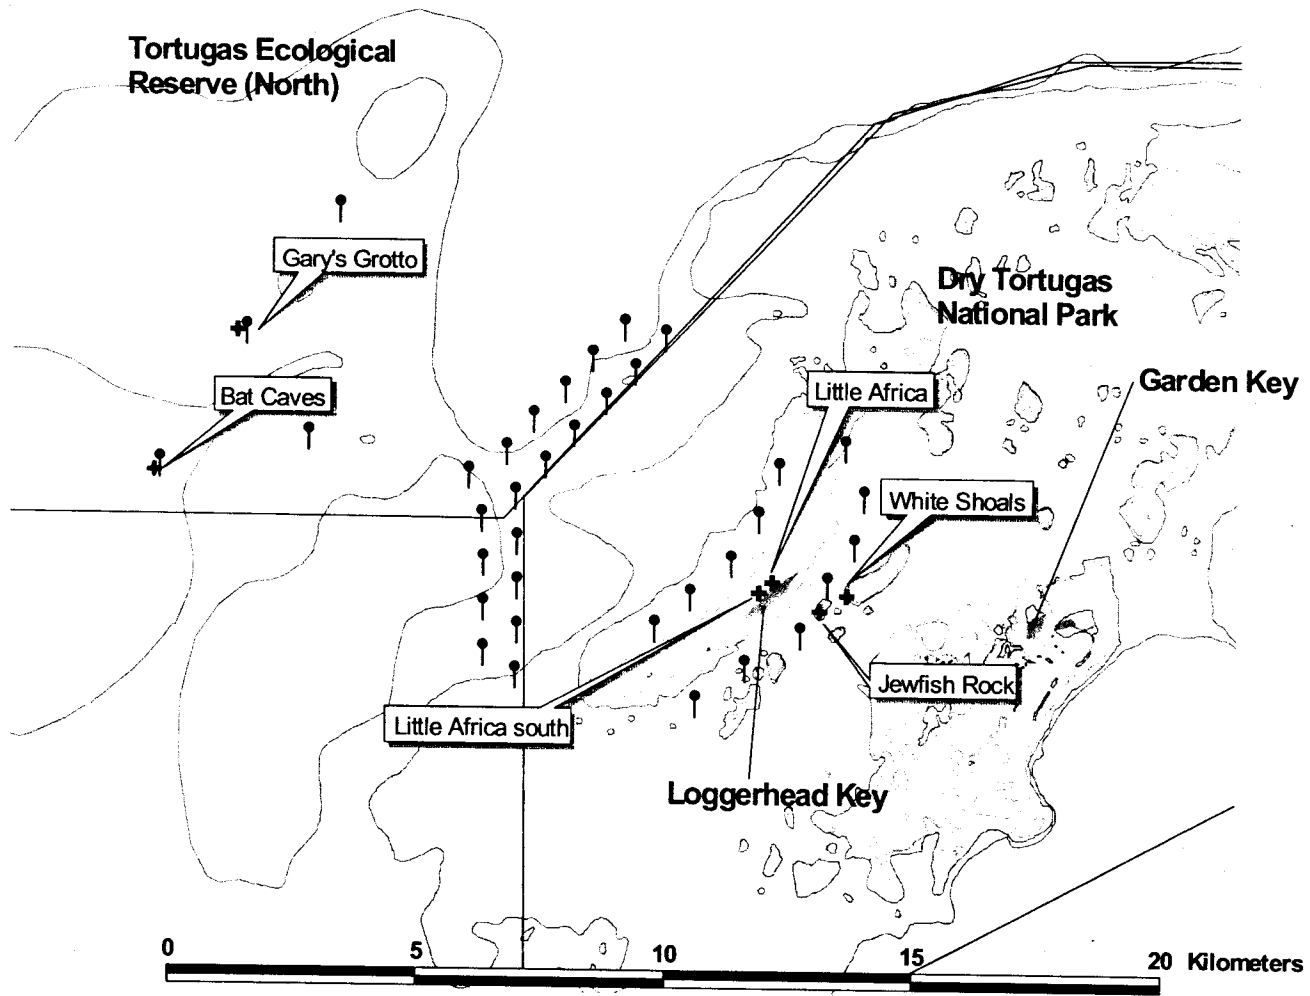 Tortugas Ecological
Reserve (North)
Gary's Grotto
Dry Tortugas
National Park
Bat Caves
Little Africa
Garden Key
White Shoals
Jewfish Rock
Little Africa south
Loggerhead Key
0 5 10 15 20 Kilometers